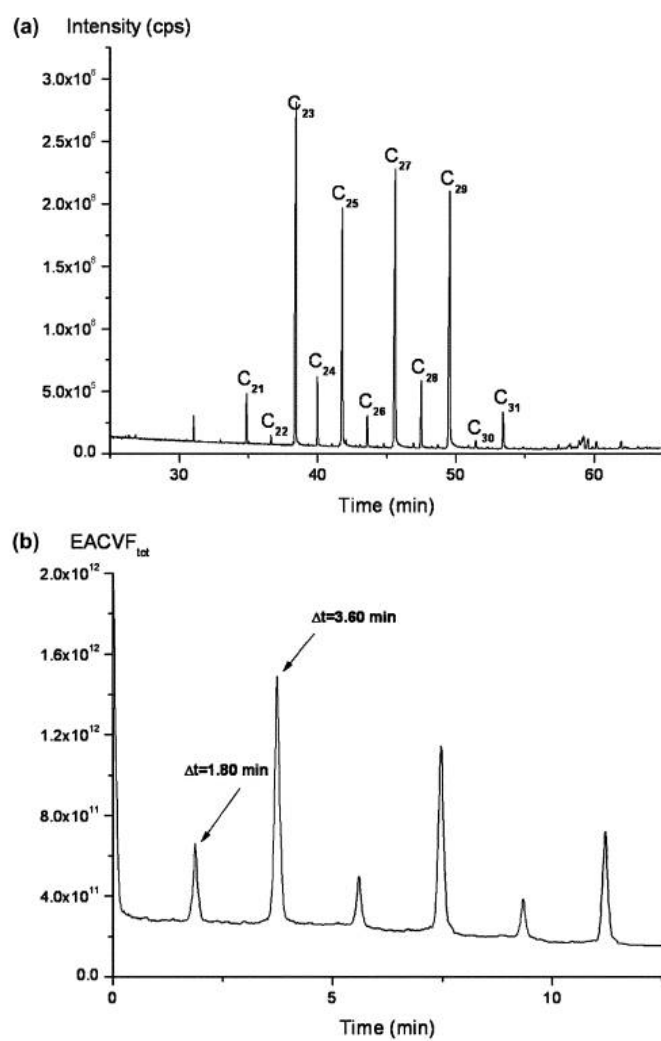 (a) Intensity (cps)
3.0x10⁶
2.5x10⁶
2.0x10⁶
1.5x10⁶
1.0x10⁶
5.0x10⁵
0.0
C₂₁
C₂₂
C₂₃
C₂₄
C₂₅
C₂₆
C₂₇
C₂₈
C₂₉
C₃₀
C₃₁
30 40 50 60
Time (min)
(b) EACVFₜₒₜ
2.0x10¹²
1.6x10¹²
1.2x10¹²
8.0x10¹¹
4.0x10¹¹
0.0
Δt=3.60 min
Δt=1.80 min
0 5 10
Time (min)